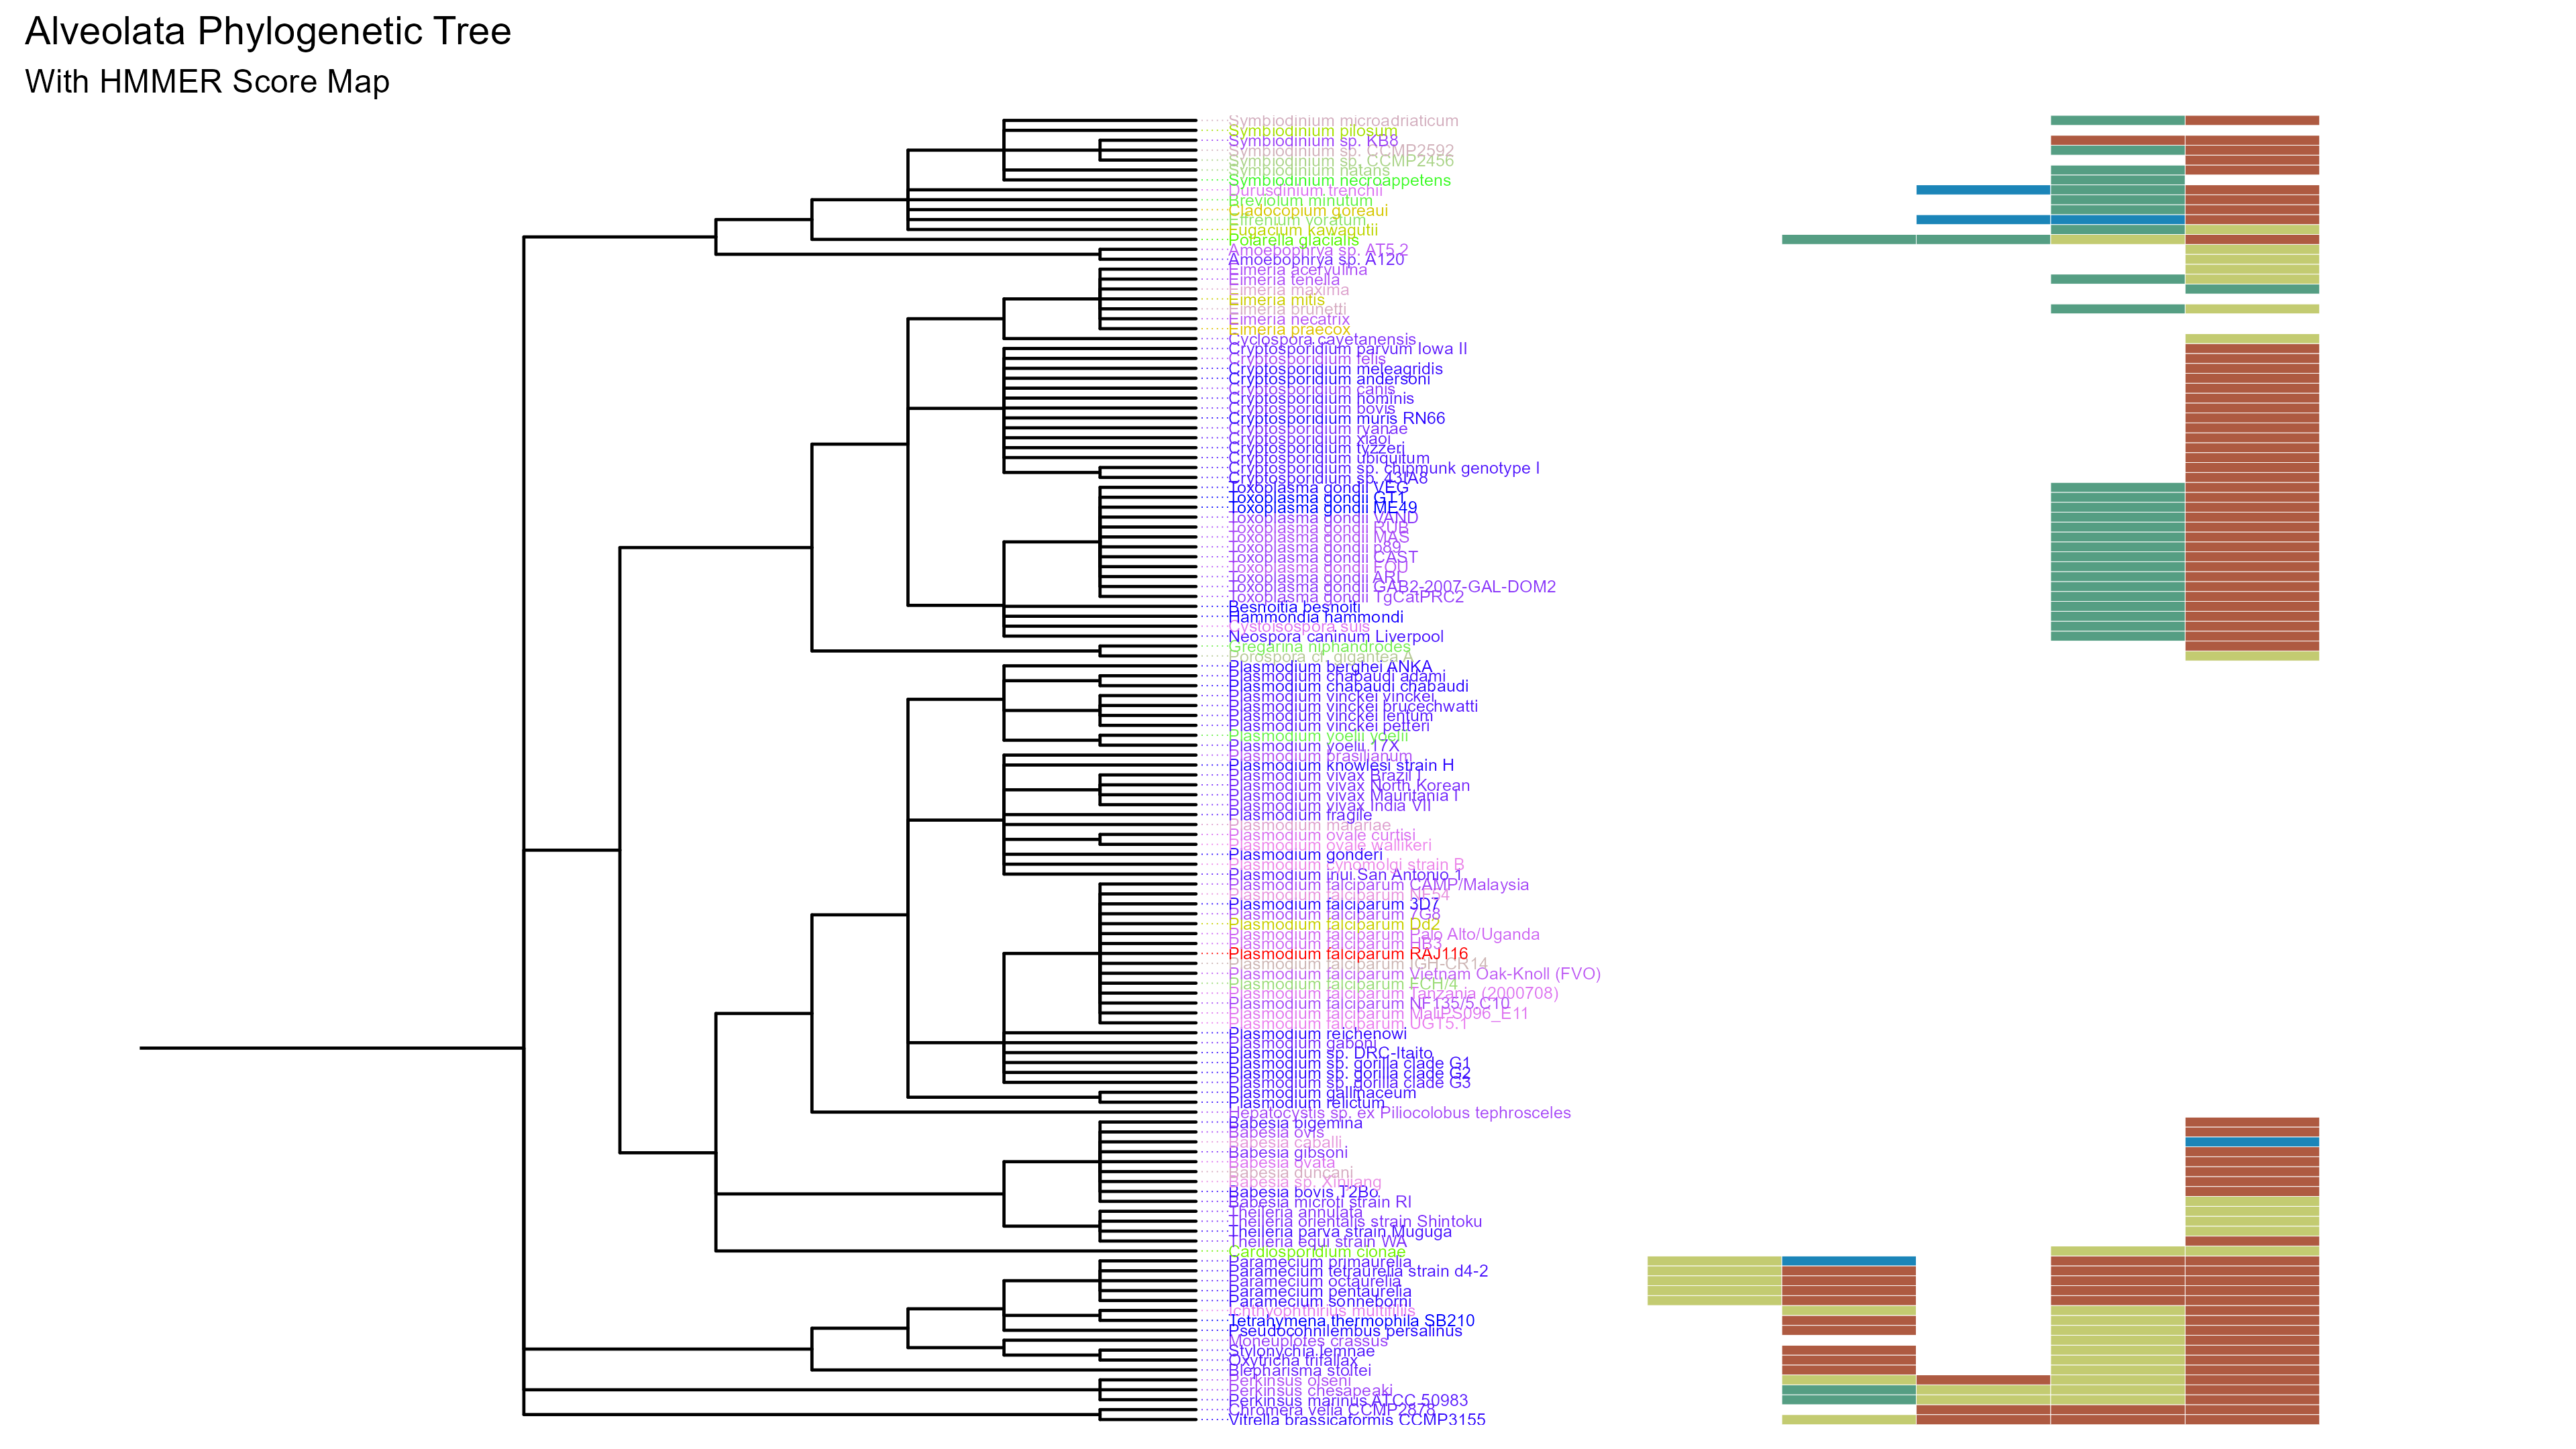 Alveolata Phylogenetic Tree
With HMMER Score Map
Symbiodinium microadriaticum
Symbiodinium pilosum
Symbiodinium sp. KB8
Symbiodinium sp. CCMP2592
Symbiodinium sp. CCMP2456
Symbiodinium natans
Symbiodinium necroappetens
Durusdinium trenchii
Breviolum minutum
Cladocopium goreaui
Effrenium voratum
Fugacium kawagutii
Polarella glacialis
Amoebophrya sp. AT5.2
Amoebophrya sp. A120
Eimeria acervulina
Eimeria tenella
Eimeria maxima
Eimeria mitis
Eimeria brunetti
Eimeria necatrix
Eimeria praecox
Cyclospora cayetanensis
Cryptosporidium parvum Iowa II
Cryptosporidium felis
Cryptosporidium meleagridis
Cryptosporidium andersoni
Cryptosporidium canis
Cryptosporidium hominis
Cryptosporidium bovis
Cryptosporidium muris RN66
Cryptosporidium ryanae
Cryptosporidium xiaoi
Cryptosporidium tyzzeri
Cryptosporidium ubiquitum
Cryptosporidium sp. chipmunk genotype I
Cryptosporidium sp. 43IA8
Toxoplasma gondii VEG
Toxoplasma gondii GT1
Toxoplasma gondii ME49
Toxoplasma gondii VAND
Toxoplasma gondii RUB
Toxoplasma gondii MAS
Toxoplasma gondii p89
Toxoplasma gondii CAST
Toxoplasma gondii FOU
Toxoplasma gondii ARI
Toxoplasma gondii GAB2-2007-GAL-DOM2
Toxoplasma gondii TgCatPRC2
Besnoitia besnoiti
Hammondia hammondi
Cystoisospora suis
Neospora caninum Liverpool
Gregarina niphandrodes
Porospora cf. gigantea A
Plasmodium berghei ANKA
Plasmodium chabaudi adami
Plasmodium chabaudi chabaudi
Plasmodium vinckei vinckei
Plasmodium vinckei brucechwatti
Plasmodium vinckei lentum
Plasmodium vinckei petteri
Plasmodium yoelii yoelii
Plasmodium yoelii 17X
Plasmodium brasilianum
Plasmodium knowlesi strain H
Plasmodium vivax Brazil I
Plasmodium vivax North Korean
Plasmodium vivax Mauritania I
Plasmodium vivax India VII
Plasmodium fragile
Plasmodium malariae
Plasmodium ovale curtisi
Plasmodium ovale wallikeri
Plasmodium gonderi
Plasmodium cynomolgi strain B
Plasmodium inui San Antonio 1
Plasmodium falciparum CAMP/Malaysia
Plasmodium falciparum NF54
Plasmodium falciparum 3D7
Plasmodium falciparum 7G8
Plasmodium falciparum Dd2
Plasmodium falciparum Palo Alto/Uganda
Plasmodium falciparum HB3
Plasmodium falciparum RAJ116
Plasmodium falciparum IGH-CR14
Plasmodium falciparum Vietnam Oak-Knoll (FVO)
Plasmodium falciparum FCH/4
Plasmodium falciparum Tanzania (2000708)
Plasmodium falciparum NF135/5.C10
Plasmodium falciparum MaliPS096_E11
Plasmodium falciparum UGT5.1
Plasmodium reichenowi
Plasmodium gaboni
Plasmodium sp. DRC-Itaito
Plasmodium sp. gorilla clade G1
Plasmodium sp. gorilla clade G2
Plasmodium sp. gorilla clade G3
Plasmodium gallinaceum
Plasmodium relictum
Hepatocystis sp. ex Piliocolobus tephrosceles
Babesia bigemina
Babesia ovis
Babesia caballi
Babesia gibsoni
Babesia ovata
Babesia duncani
Babesia sp. Xinjiang
Babesia bovis T2Bo
Babesia microti strain RI
Theileria annulata
Theileria orientalis strain Shintoku
Theileria parva strain Muguga
Theileria equi strain WA
Cardiosporidium cionae
Paramecium primaurelia
Paramecium tetraurelia strain d4-2
Paramecium octaurelia
Paramecium pentaurelia
Paramecium sonneborni
Ichthyophthirius multifiliis
Tetrahymena thermophila SB210
Pseudocohnilembus persalinus
Moneuplotes crassus
Stylonychia lemnae
Oxytricha trifallax
Blepharisma stoltei
Perkinsus olseni
Perkinsus chesapeaki
Perkinsus marinus ATCC 50983
Chromera velia CCMP2878
Vitrella brassicaformis CCMP3155